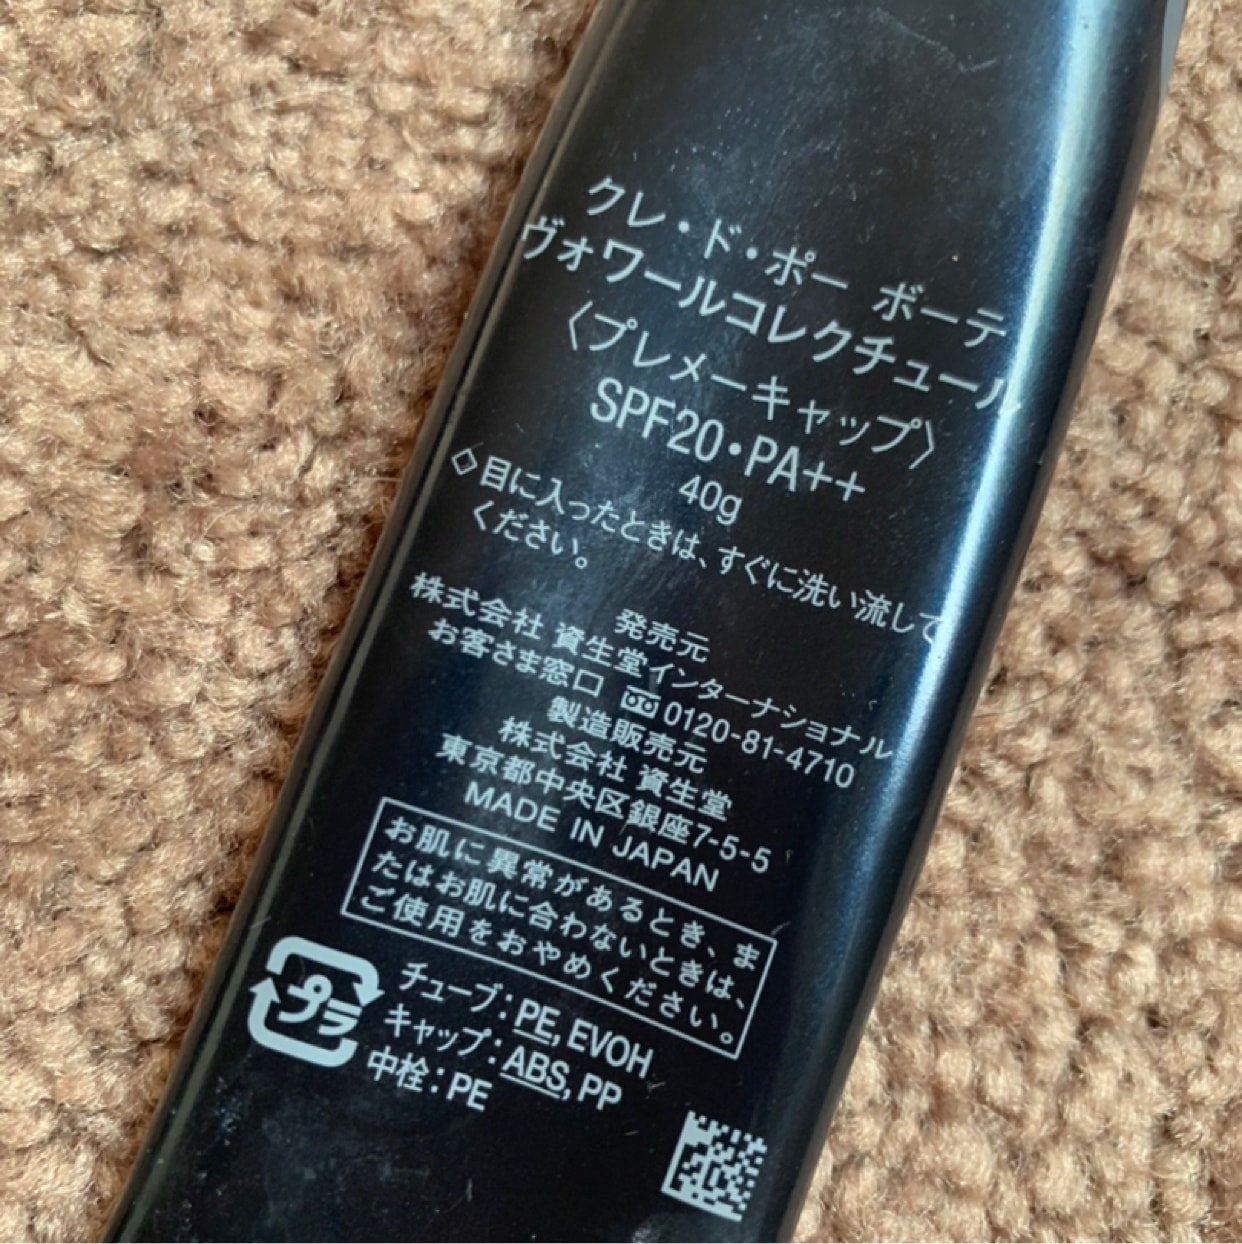 クレ・ド・ポー ボーテ
ヴォワールコレクチュール
〈プレメーキャップ〉
SPF20・PA++
40g
◇目に入ったときは、すぐに洗い流して
ください。
発売元
株式会社 資生堂インターナショナル
お客さま窓口 0120-81-4710
製造販売元
株式会社 資生堂
東京都中央区銀座7-5-5
MADE IN JAPAN
お肌に異常があるとき、ま
たはお肌に合わないときは、
ご使用をおやめください。
プラ
チューブ：PE, EVOH
キャップ：ABS, PP
中栓：PE